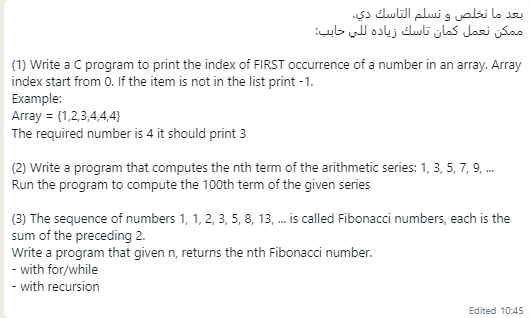 بعد ما نخلص و نسلم التاسك دي.
ممكن نعمل كمان تاسك زياده للي حابب:
(1) Write a C program to print the index of FIRST occurrence of a number in an array. Array
index start from 0. If the item is not in the list print -1.
Example:
Array = {1,2,3,4,4,4}
The required number is 4 it should print 3
(2) Write a program that computes the nth term of the arithmetic series: 1, 3, 5, 7, 9, ...
Run the program to compute the 100th term of the given series
(3) The sequence of numbers 1, 1, 2, 3, 5, 8, 13, ... is called Fibonacci numbers, each is the
sum of the preceding 2.
Write a program that given n, returns the nth Fibonacci number.
- with for/while
- with recursion
Edited 10:45